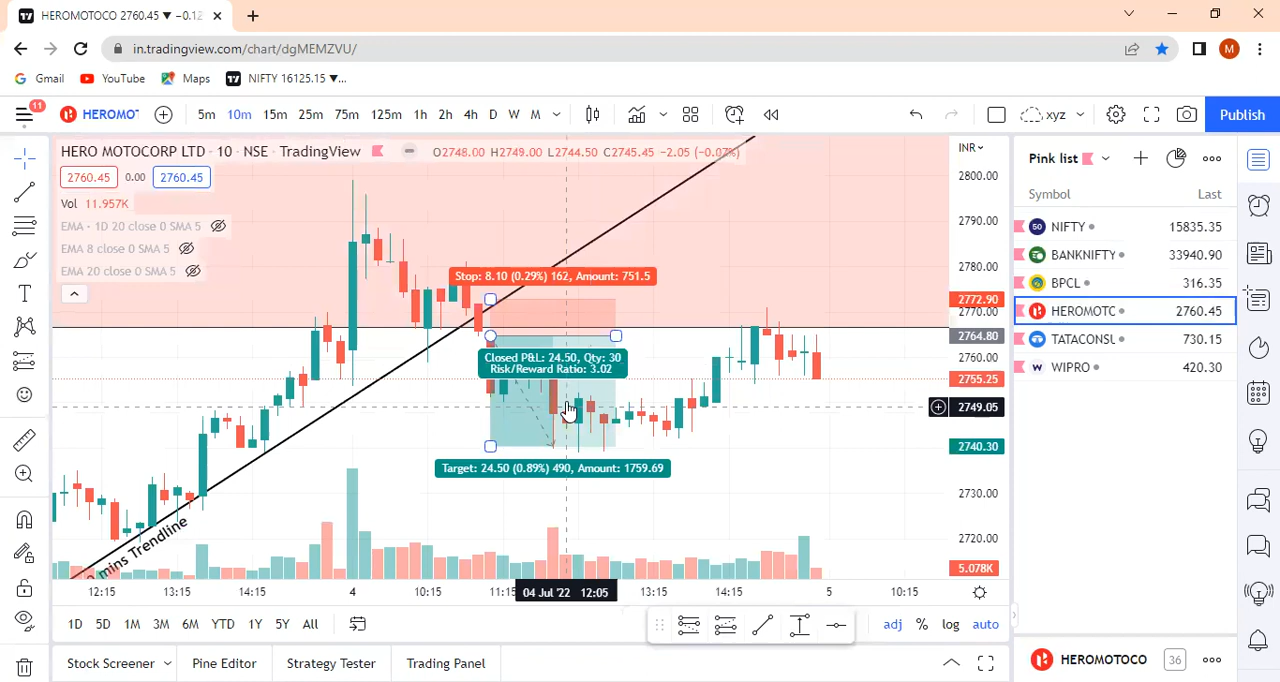 HEROMOTOCO 2760.45 ▼ −0.12
in.tradingview.com/chart/dgMEMZVU/
M
Gmail YouTube Maps NIFTY 16125.15 ▼...
11
HEROMOT 5m 10m 15m 25m 75m 125m 1h 2h 4h D W M xyz Publish
HERO MOTOCORP LTD · 10 · NSE · TradingView O2748.00 H2749.00 L2744.50 C2745.45 −2.05 (−0.07%)
2760.45 0.00 2760.45
Vol 11.957K
EMA · 1D 20 close 0 SMA 5
EMA 8 close 0 SMA 5
EMA 20 close 0 SMA 5
Stop: 8.10 (0.29%) 162, Amount: 751.5
Closed P&L: 24.50, Qty: 30
Risk/Reward Ratio: 3.02
Target: 24.50 (0.89%) 490, Amount: 1759.69
mins Trendline
INR
2800.00
2790.00
2780.00
2772.90
2770.00
2764.80
2760.00
2755.25
2749.05
2740.30
2730.00
2720.00
5.078K
12:15 13:15 14:15 4 10:15 11:15 04 Jul '22 12:05 13:15 14:15 5 10:15
1D 5D 1M 3M 6M YTD 1Y 5Y All
adj % log auto
Stock Screener Pine Editor Strategy Tester Trading Panel
Pink list
Symbol Last
50 NIFTY 15835.35
BANKNIFTY 33940.90
BPCL 316.35
HEROMOTC 2760.45
TATACONSU 730.15
W WIPRO 420.30
HEROMOTOCO 36